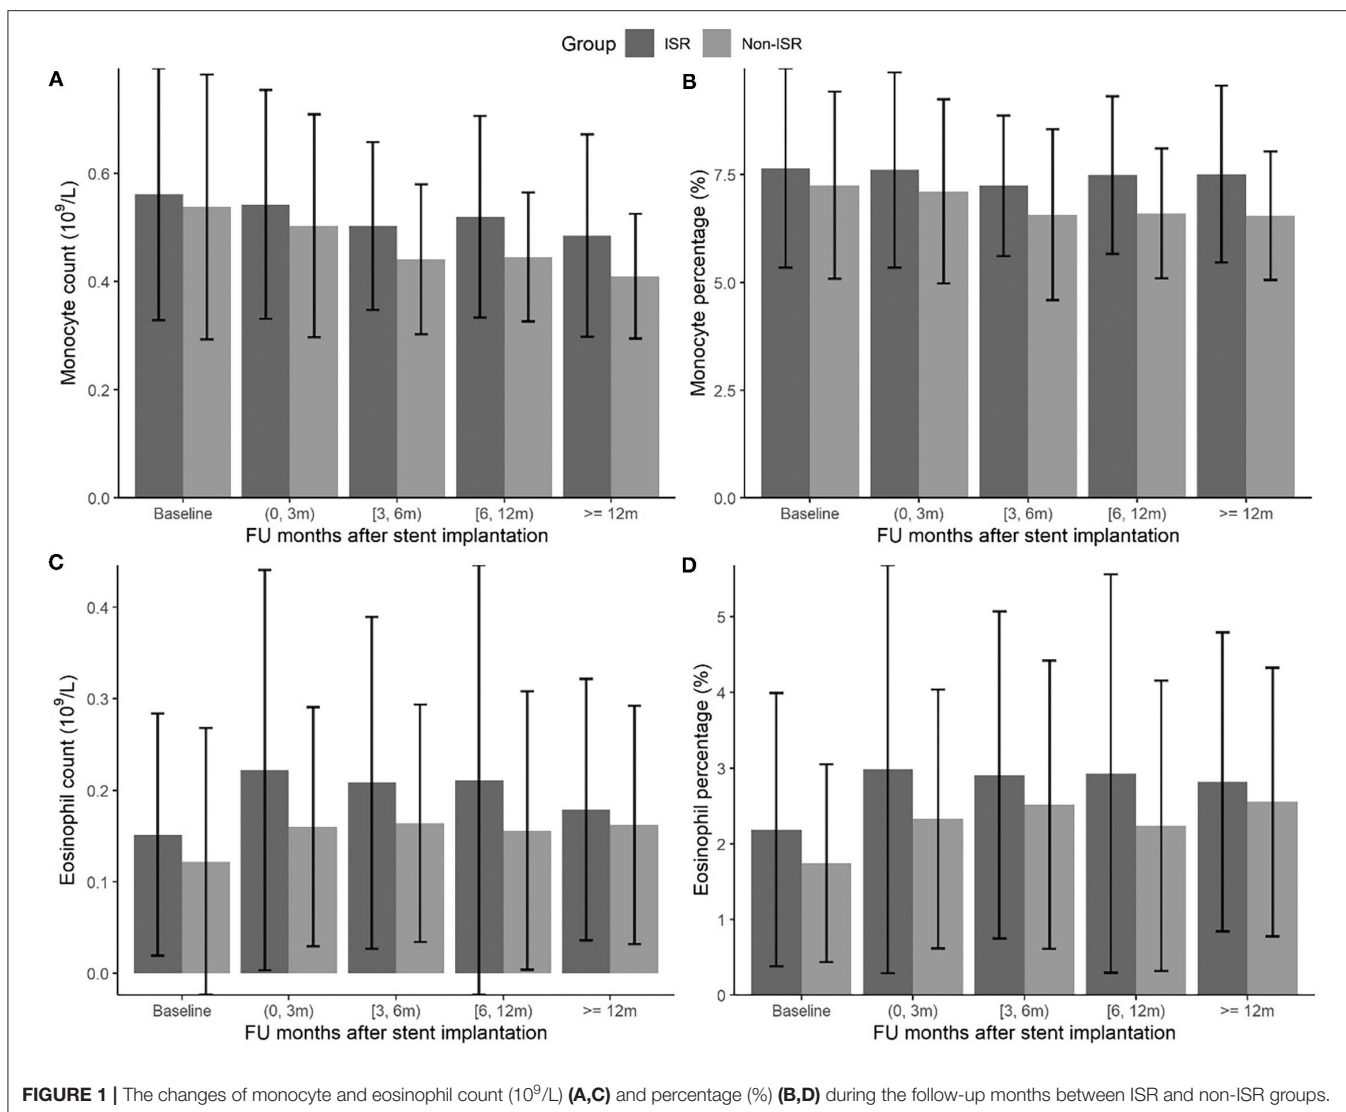 Group ISR Non-ISR
A
Monocyte count (10⁹/L)
0.6
0.4
0.2
0.0
Baseline (0, 3m) [3, 6m) [6, 12m) >= 12m
FU months after stent implantation
B
Monocyte percentage (%)
7.5
5.0
2.5
0.0
Baseline (0, 3m) [3, 6m) [6, 12m) >= 12m
FU months after stent implantation
C
Eosinophil count (10⁹/L)
0.4
0.3
0.2
0.1
0.0
Baseline (0, 3m) [3, 6m) [6, 12m) >= 12m
FU months after stent implantation
D
Eosinophil percentage (%)
5
4
3
2
1
0
Baseline (0, 3m) [3, 6m) [6, 12m) >= 12m
FU months after stent implantation
FIGURE 1 | The changes of monocyte and eosinophil count (10⁹/L) (A,C) and percentage (%) (B,D) during the follow-up months between ISR and non-ISR groups.